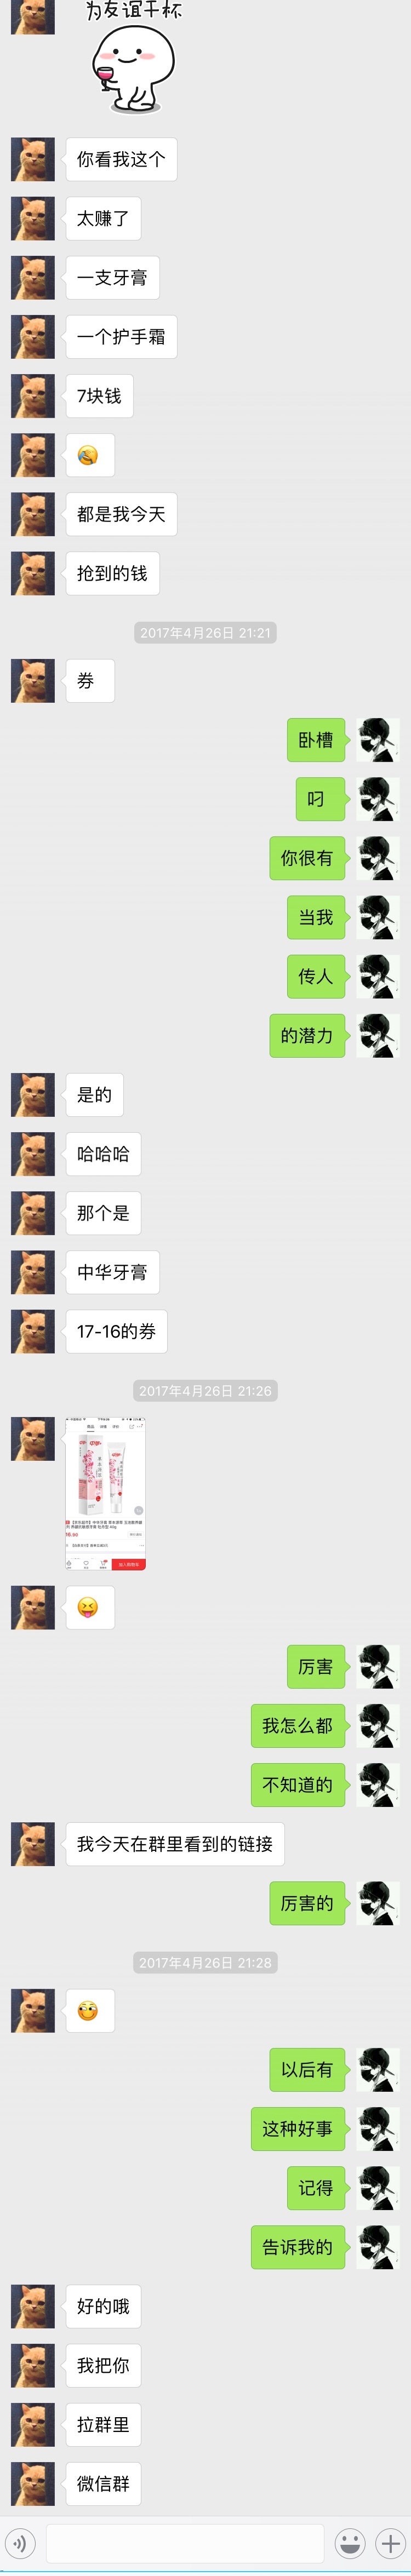 为友谊干杯
你看我这个
太赚了
一支牙膏
一个护手霜
7块钱
都是我今天
抢到的钱
2017年4月26日 21:21
券
卧槽
叼
你很有
当我
传人
的潜力
是的
哈哈哈
那个是
中华牙膏
17-16的券
2017年4月26日 21:26
厉害
我怎么都
不知道的
我今天在群里看到的链接
厉害的
2017年4月26日 21:28
以后有
这种好事
记得
告诉我的
好的哦
我把你
拉群里
微信群